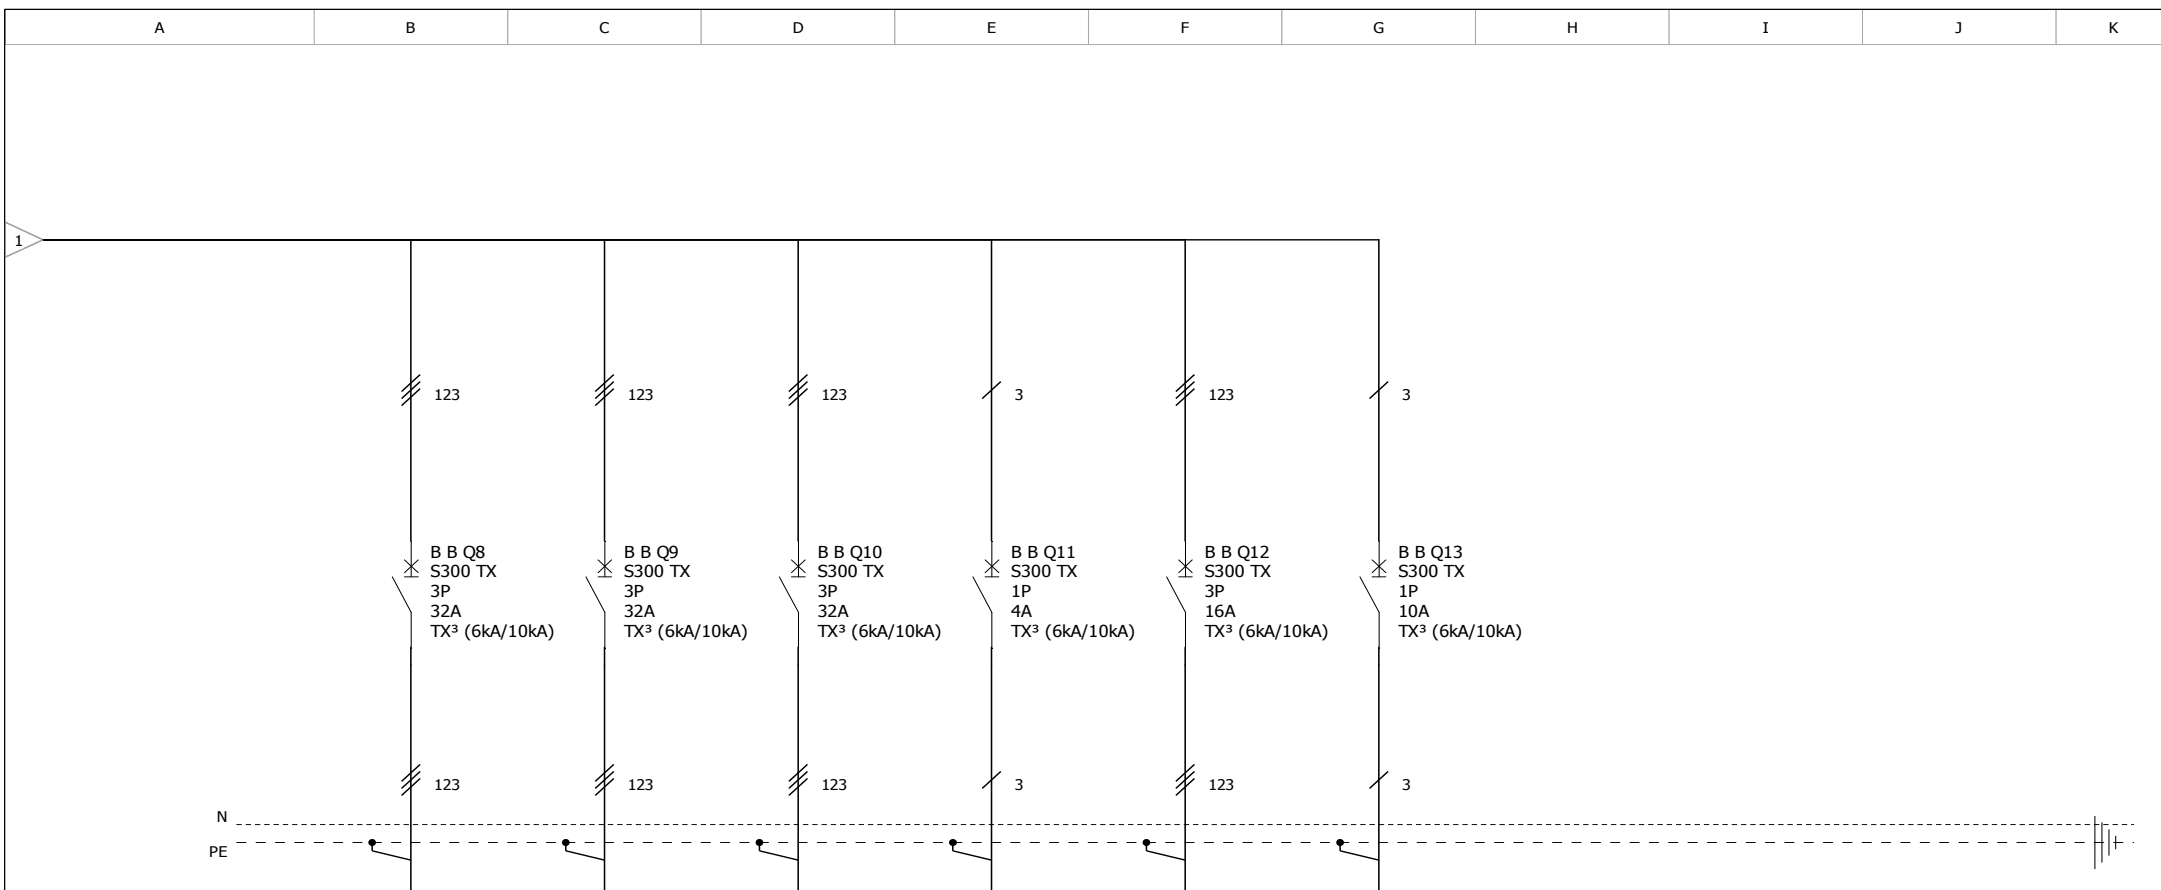 A B C D E F G H I J K
1
123 123 123 3 123 3
B B Q8
S300 TX
3P
32A
TX³ (6kA/10kA)
B B Q9
S300 TX
3P
32A
TX³ (6kA/10kA)
B B Q10
S300 TX
3P
32A
TX³ (6kA/10kA)
B B Q11
S300 TX
1P
4A
TX³ (6kA/10kA)
B B Q12
S300 TX
3P
16A
TX³ (6kA/10kA)
B B Q13
S300 TX
1P
10A
TX³ (6kA/10kA)
123 123 123 3 123 3
N
PE